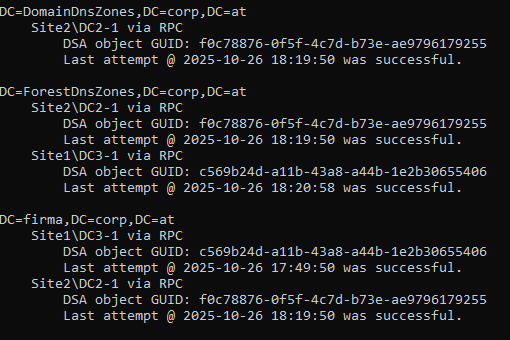 DC=DomainDnsZones,DC=corp,DC=at
Site2\DC2-1 via RPC
DSA object GUID: f0c78876-0f5f-4c7d-b73e-ae9796179255
Last attempt @ 2025-10-26 18:19:50 was successful.
DC=ForestDnsZones,DC=corp,DC=at
Site2\DC2-1 via RPC
DSA object GUID: f0c78876-0f5f-4c7d-b73e-ae9796179255
Last attempt @ 2025-10-26 18:19:50 was successful.
Site1\DC3-1 via RPC
DSA object GUID: c569b24d-a11b-43a8-a44b-1e2b30655406
Last attempt @ 2025-10-26 18:20:58 was successful.
DC=firma,DC=corp,DC=at
Site1\DC3-1 via RPC
DSA object GUID: c569b24d-a11b-43a8-a44b-1e2b30655406
Last attempt @ 2025-10-26 17:49:50 was successful.
Site2\DC2-1 via RPC
DSA object GUID: f0c78876-0f5f-4c7d-b73e-ae9796179255
Last attempt @ 2025-10-26 18:19:50 was successful.